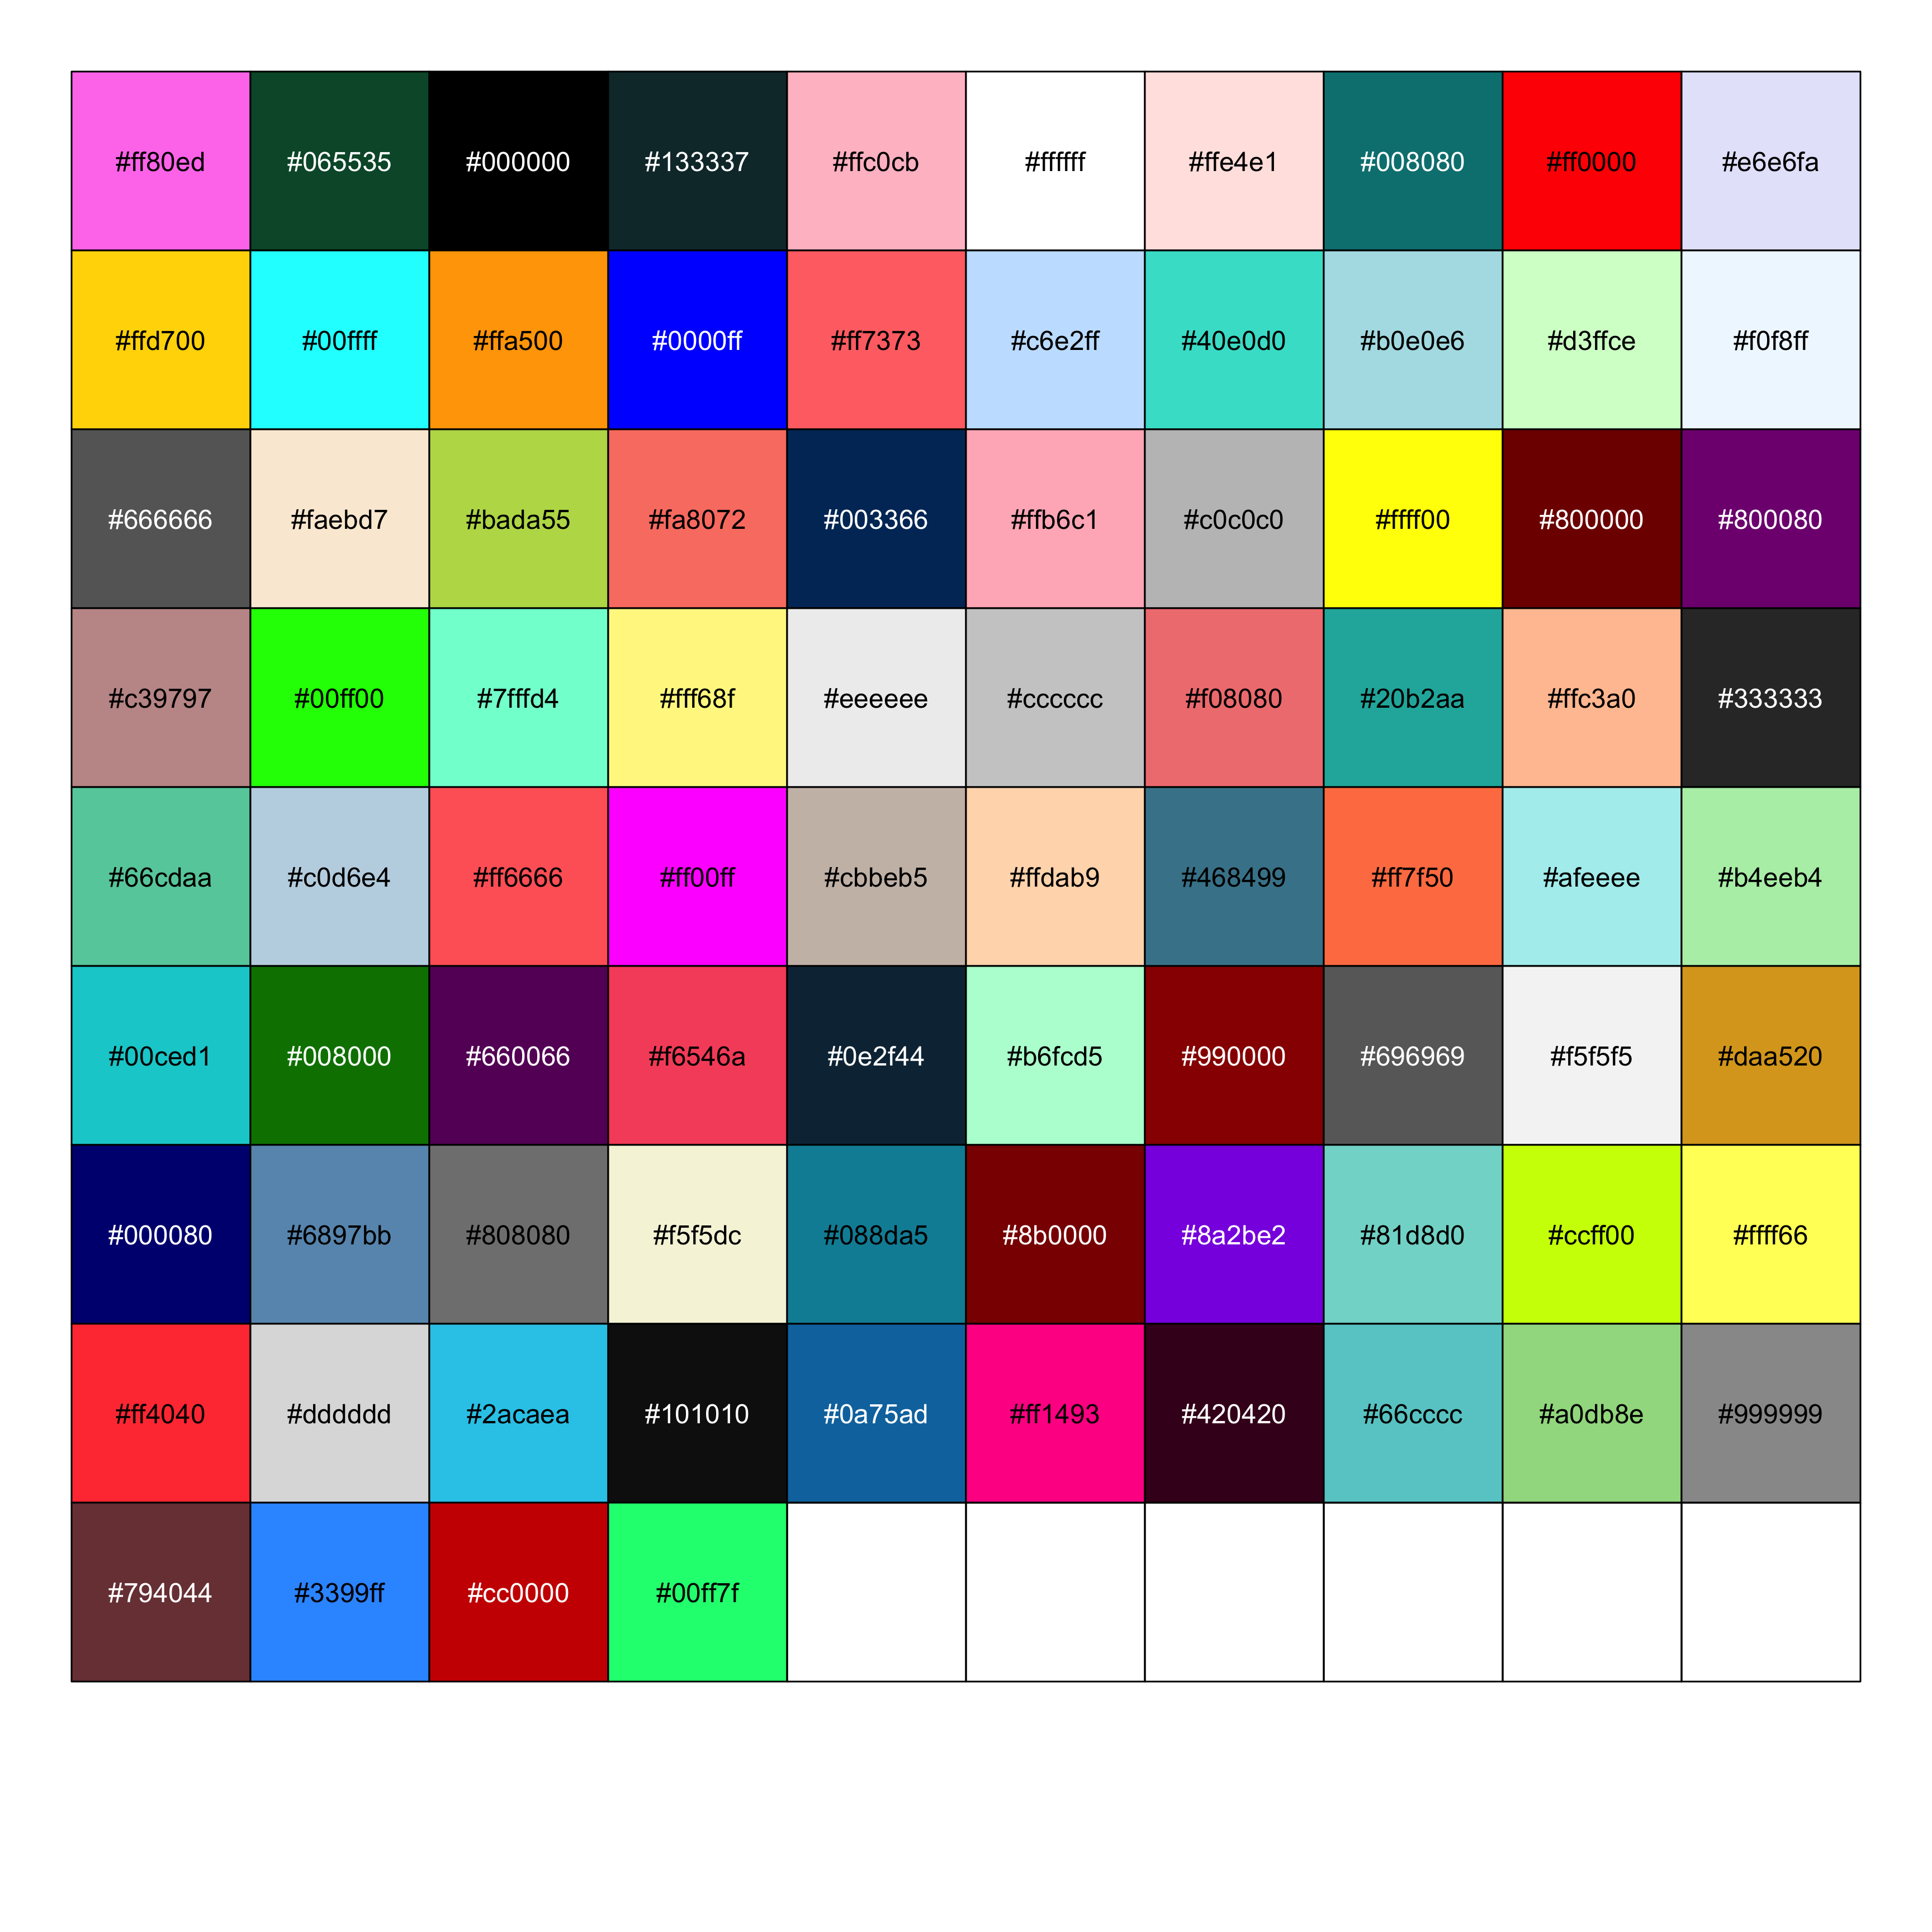 #ff80ed #065535 #000000 #133337 #ffc0cb #ffffff #ffe4e1 #008080 #ff0000 #e6e6fa
#ffd700 #00ffff #ffa500 #0000ff #ff7373 #c6e2ff #40e0d0 #b0e0e6 #d3ffce #f0f8ff
#666666 #faebd7 #bada55 #fa8072 #003366 #ffb6c1 #c0c0c0 #ffff00 #800000 #800080
#c39797 #00ff00 #7fffd4 #fff68f #eeeeee #cccccc #f08080 #20b2aa #ffc3a0 #333333
#66cdaa #c0d6e4 #ff6666 #ff00ff #cbbeb5 #ffdab9 #468499 #ff7f50 #afeeee #b4eeb4
#00ced1 #008000 #660066 #f6546a #0e2f44 #b6fcd5 #990000 #696969 #f5f5f5 #daa520
#000080 #6897bb #808080 #f5f5dc #088da5 #8b0000 #8a2be2 #81d8d0 #ccff00 #ffff66
#ff4040 #dddddd #2acaea #101010 #0a75ad #ff1493 #420420 #66cccc #a0db8e #999999
#794044 #3399ff #cc0000 #00ff7f